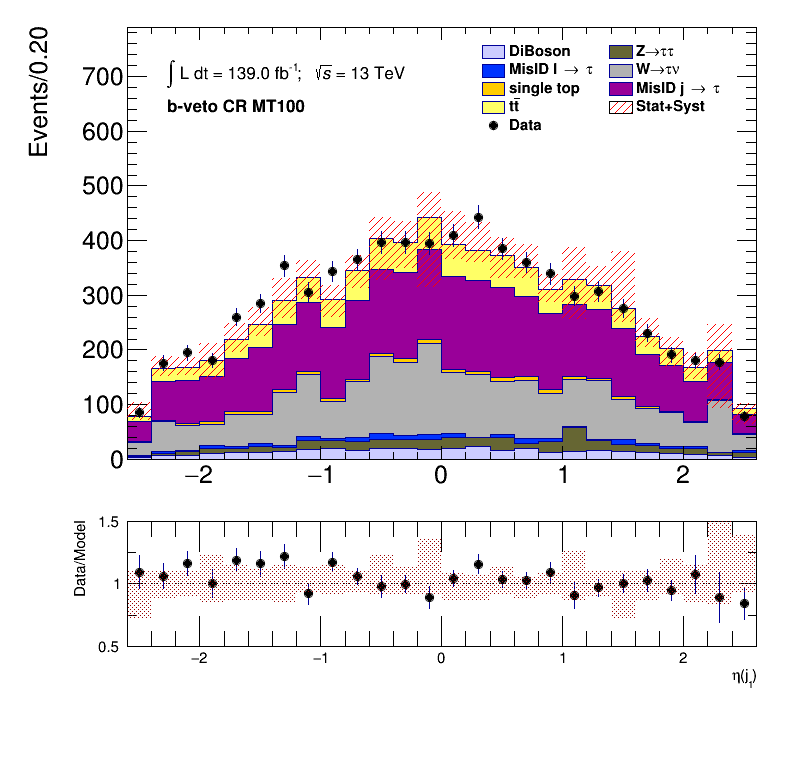 Events/0.20
∫ L dt = 139.0 fb⁻¹; √s = 13 TeV
b-veto CR MT100
DiBoson
MisID l → τ
single top
tt̅
Data
Z→ττ
W→τν
MisID j → τ
Stat+Syst
700
600
500
400
300
200
100
0
−2 −1 0 1 2
Data/Model
1.5
1
0.5
−2 −1 0 1 2
η(j₁)